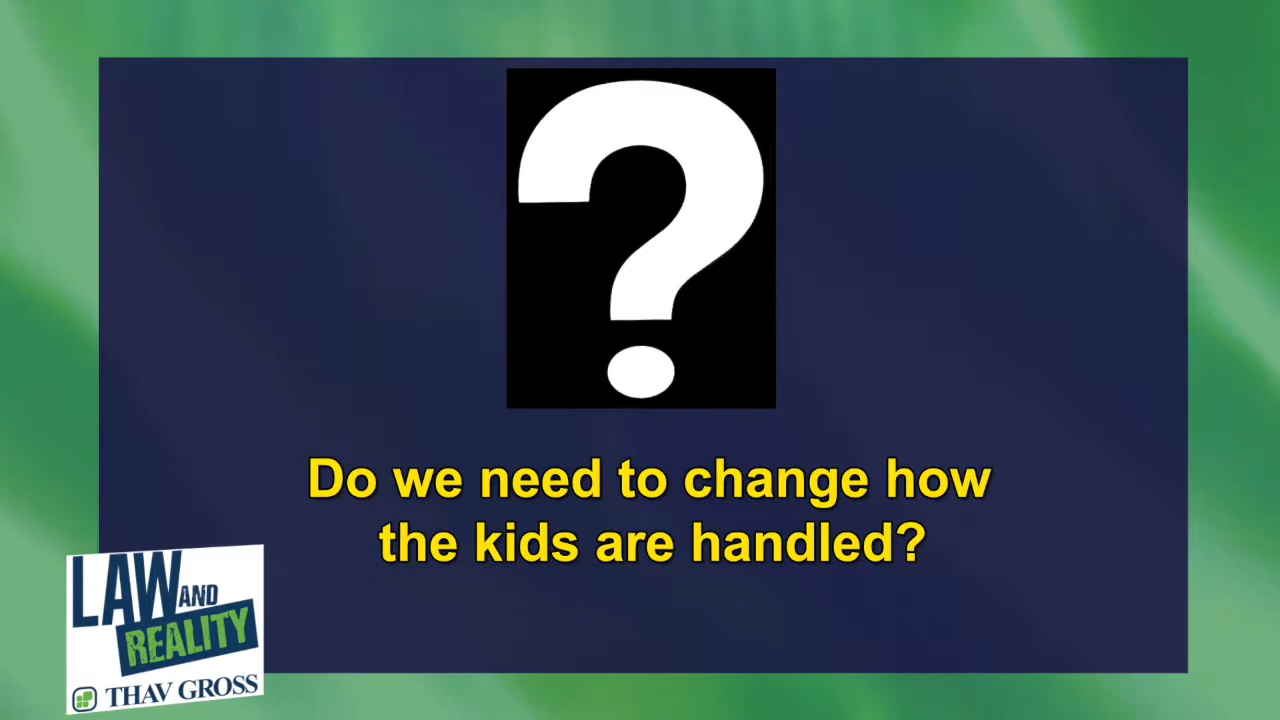 ?
Do we need to change how
the kids are handled?
LAW AND
REALITY
THAV GROSS